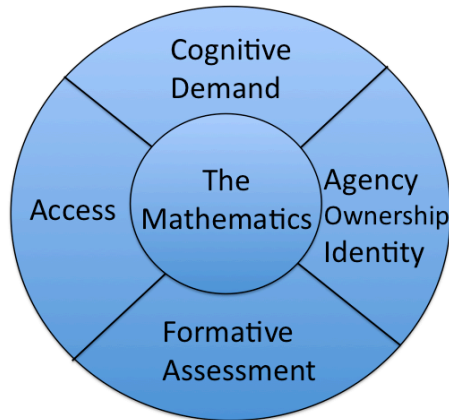 Cognitive
Demand
Access
The
Mathematics
Agency
Ownership
Identity
Formative
Assessment